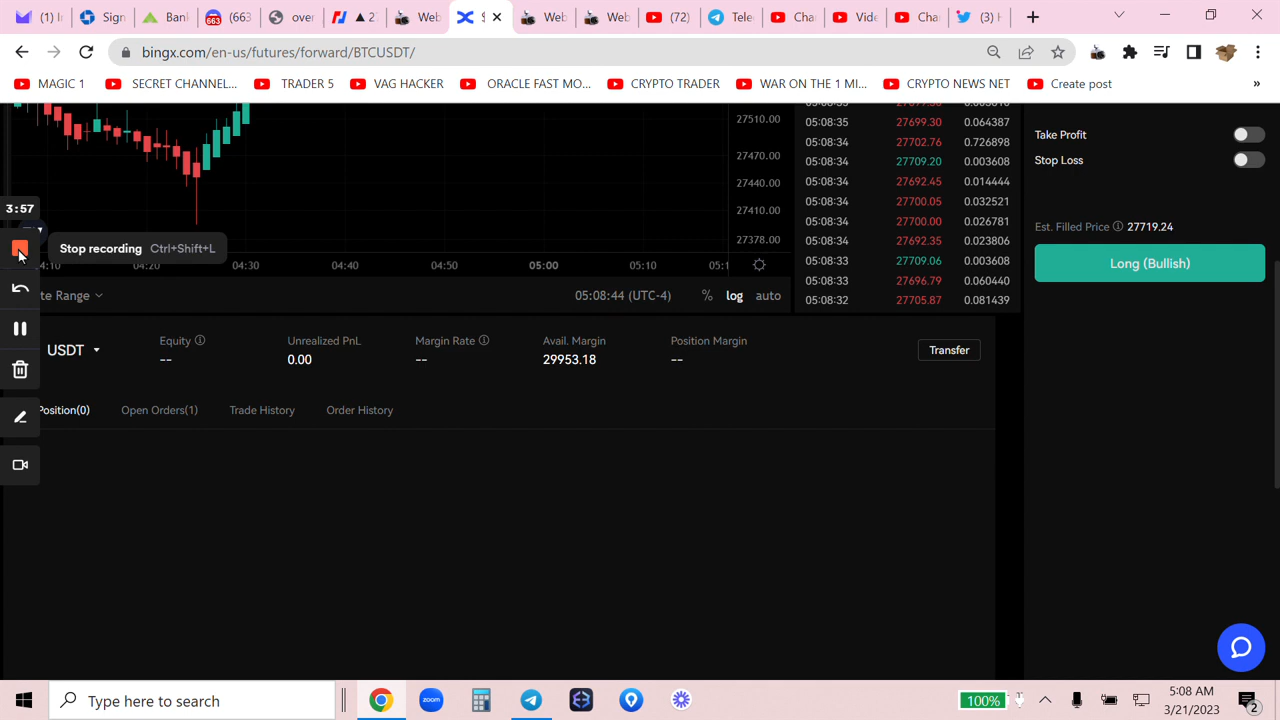 (1) I
Sign
Bank
663
(663
over
▲ 2
Web
$
Web
Web
(72)
Tele
Cha
Vide
Cha
(3) H
bingx.com/en-us/futures/forward/BTCUSDT/
MAGIC 1
SECRET CHANNEL...
TRADER 5
VAG HACKER
ORACLE FAST MO...
CRYPTO TRADER
WAR ON THE 1 MI...
CRYPTO NEWS NET
Create post
»
27510.00
27470.00
27440.00
27410.00
27378.00
05:08:35 27699.30 0.064387
05:08:34 27702.76 0.726898
05:08:34 27709.20 0.003608
05:08:34 27692.45 0.014444
05:08:34 27700.05 0.032521
05:08:34 27700.00 0.026781
05:08:34 27692.35 0.023806
05:08:33 27709.06 0.003608
05:08:33 27696.79 0.060440
05:08:32 27705.87 0.081439
Take Profit
Stop Loss
Est. Filled Price 27719.24
Long (Bullish)
3:57
Stop recording Ctrl+Shift+L
4:10 04:20 04:30 04:40 04:50 05:00 05:10 05:1
te Range
05:08:44 (UTC-4) % log auto
USDT
Equity
--
Unrealized PnL
0.00
Margin Rate
--
Avail. Margin
29953.18
Position Margin
--
Transfer
Position(0) Open Orders(1) Trade History Order History
Type here to search
zoom
100%
5:08 AM
3/21/2023
2